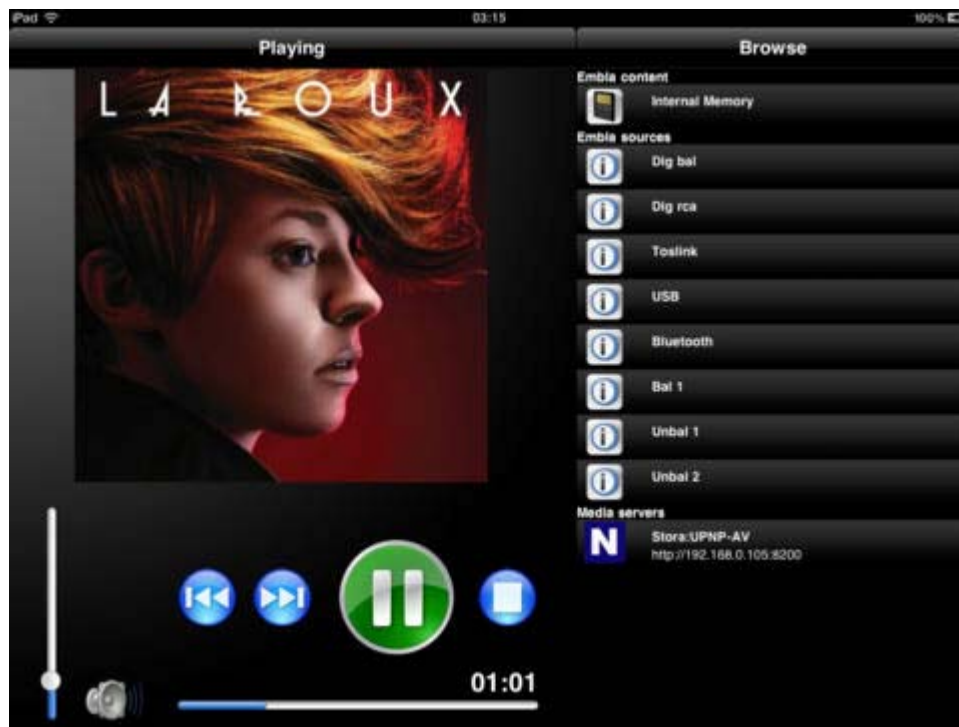 iPad 03:15 100%
Playing
Browse
LA ROUX
Embla content
Internal Memory
Embla sources
Dig bal
Dig rca
Toslink
USB
Bluetooth
Bal 1
Unbal 1
Unbal 2
Media servers
N
Stora:UPNP-AV
http://192.168.0.105:8200
01:01